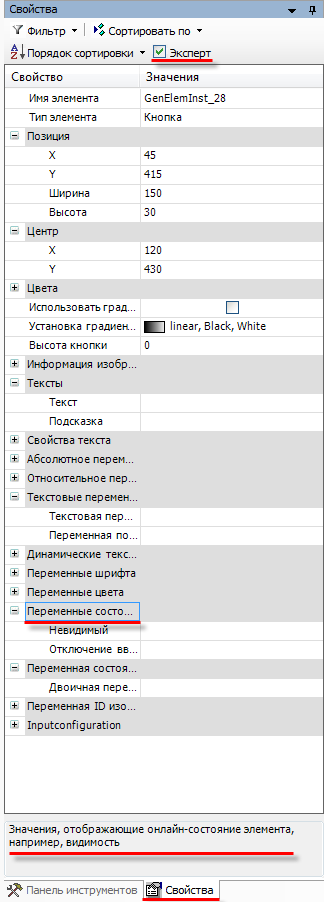 Свойства
Фильтр Сортировать по
Порядок сортировки Эксперт
Свойство Значения
Имя элемента GenElemInst_28
Тип элемента Кнопка
Позиция
X 45
Y 415
Ширина 150
Высота 30
Центр
X 120
Y 430
Цвета
Использовать град...
Установка градиен... linear, Black, White
Высота кнопки 0
Информация изобр...
Тексты
Текст
Подсказка
Свойства текста
Абсолютное перем...
Относительное пер...
Текстовые перемен...
Текстовая пер...
Переменная по...
Динамические текс...
Переменные шрифта
Переменные цвета
Переменные состо...
Невидимый
Отключение вв...
Переменная состоя...
Двоичная пере...
Переменная ID изо...
Inputconfiguration
Значения, отображающие онлайн-состояние элемента,
например, видимость
Панель инструментов Свойства